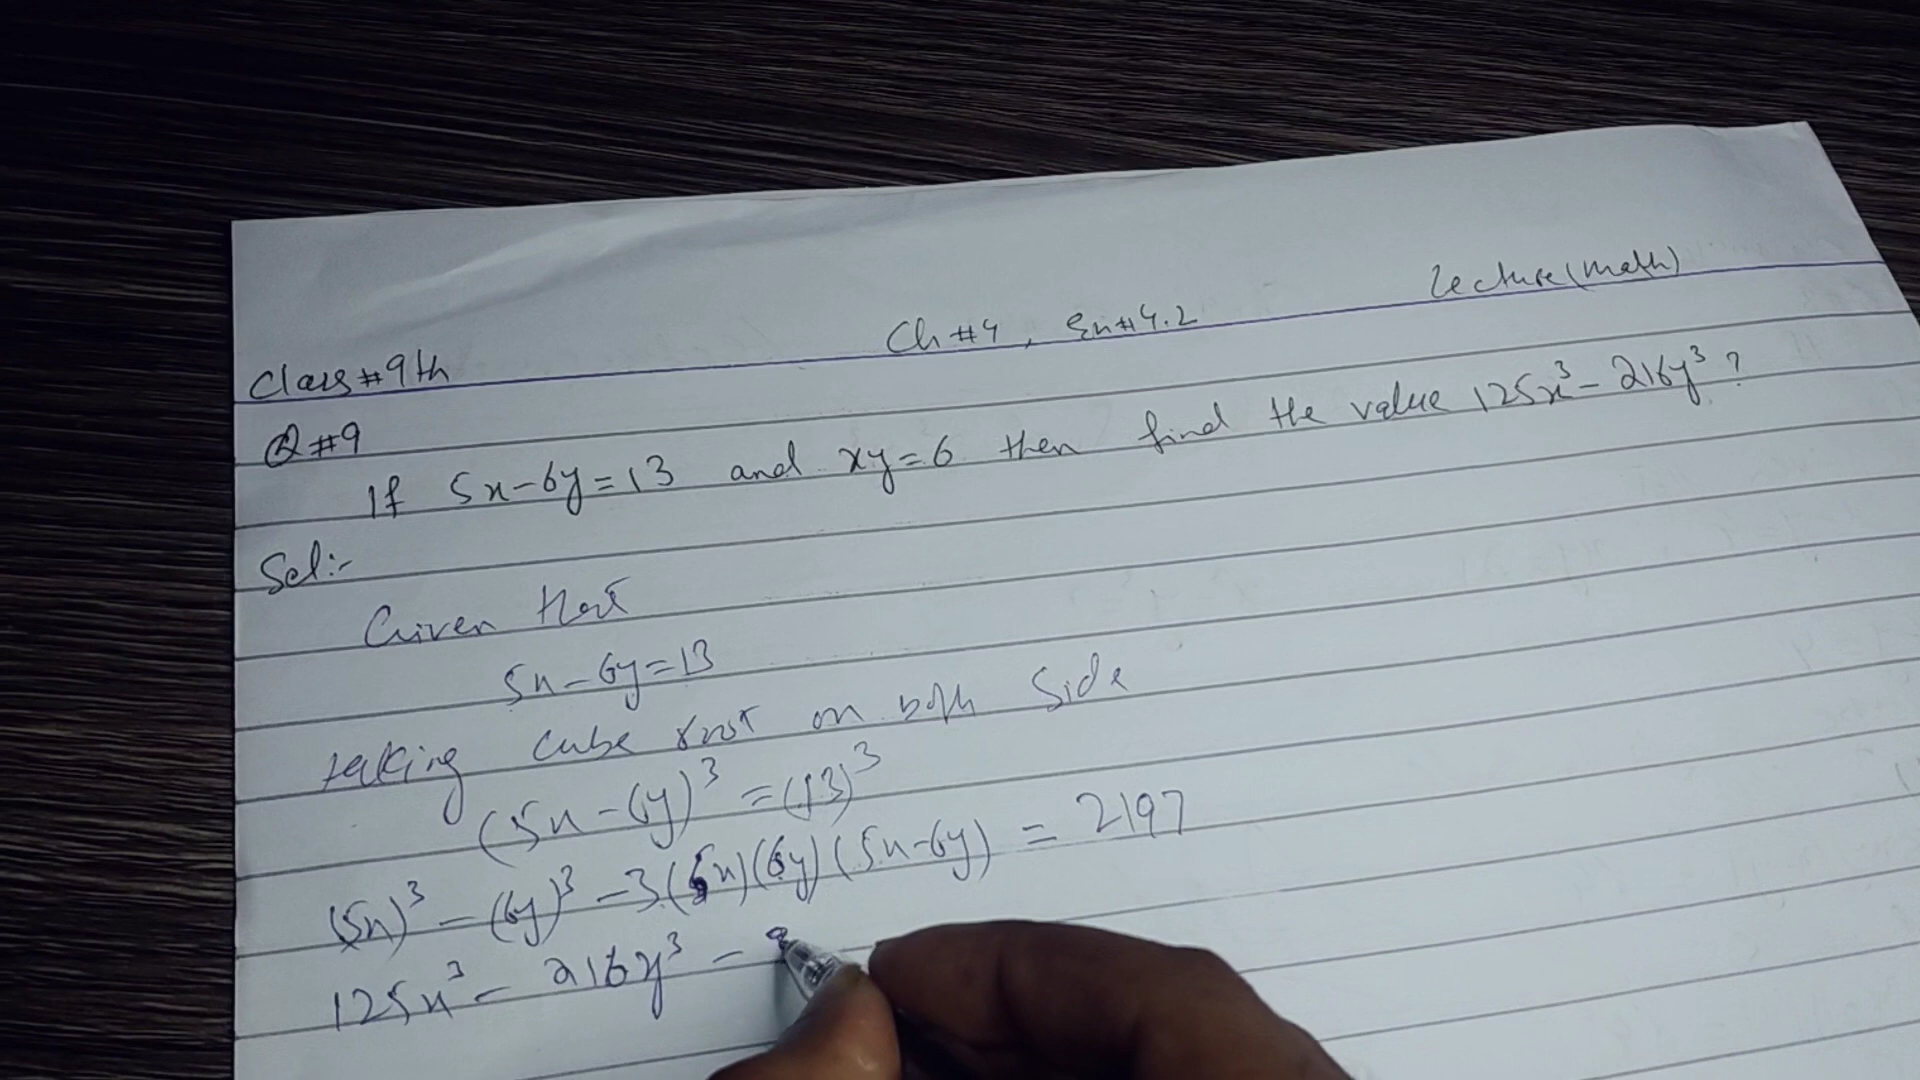 Lecture(math)
Ch#4, Ex#4.2
Class#9th
Q#9
If 5x-6y=13 and xy=6 then find the value 125x³-216y³?
Sol:-
Given that
5x-6y=13
taking cube root on both side
(5x-6y)³=(13)³
(5x)³-(6y)³-3(5x)(6y)(5x-6y)=2197
125x³-216y³-